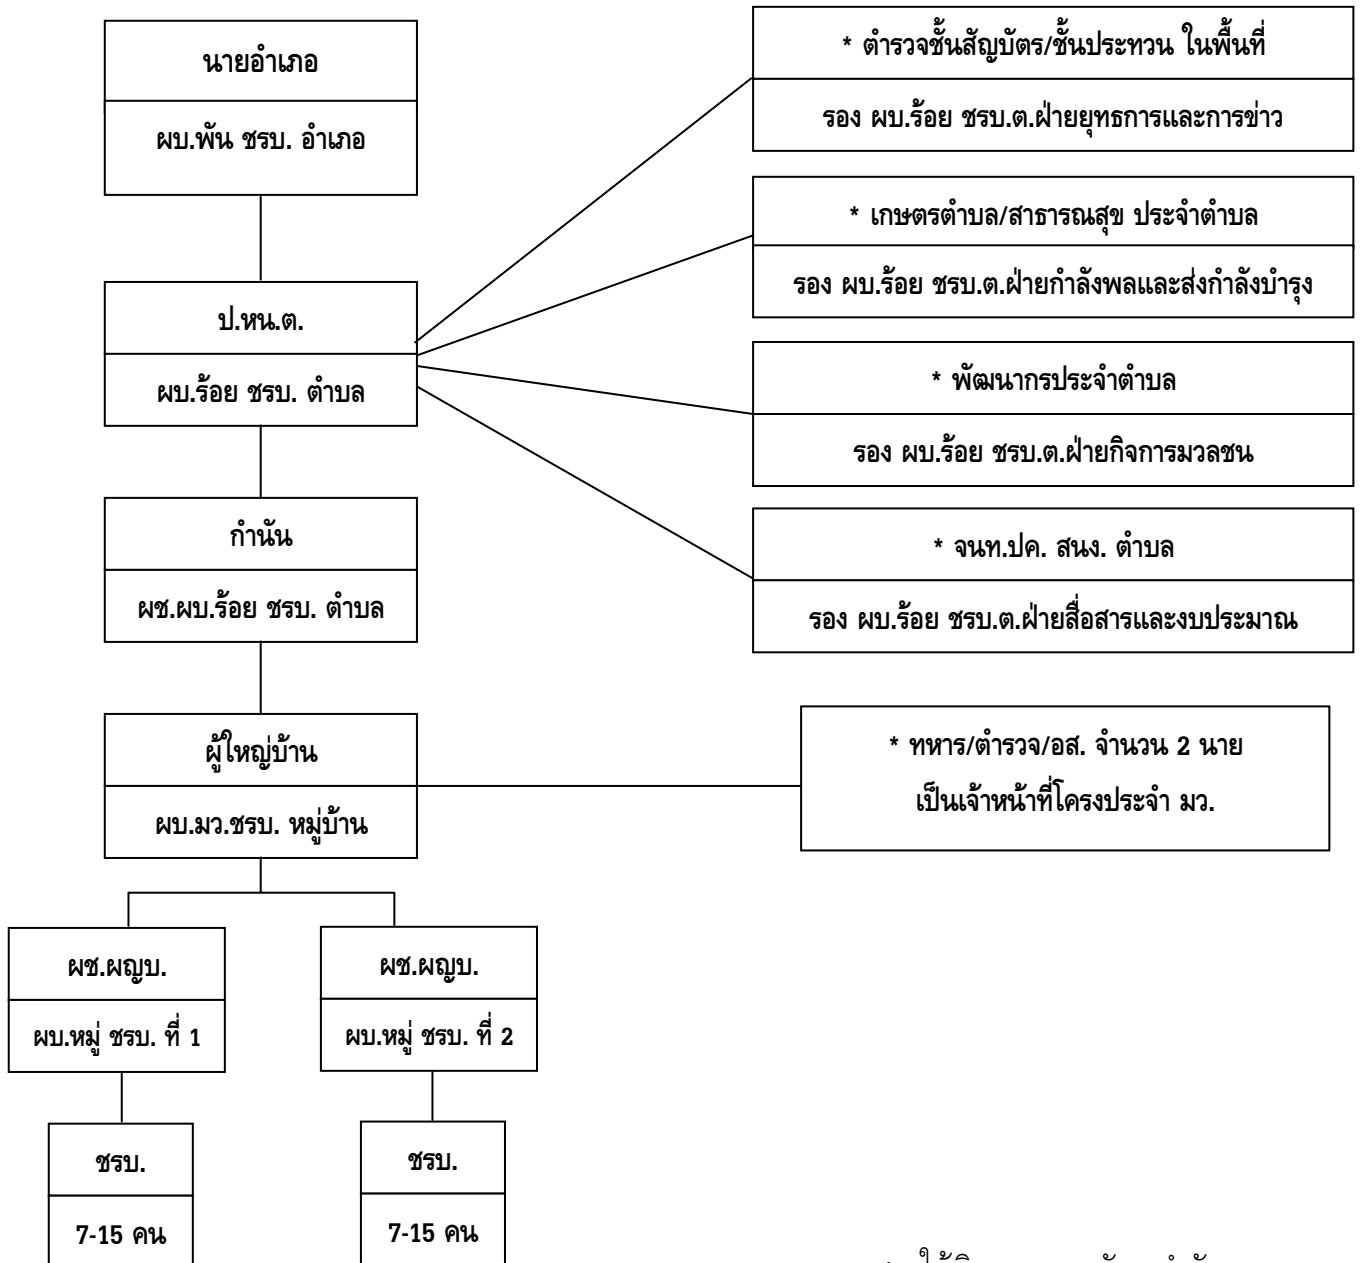 นายอำเภอ
ผบ.พัน ชรบ. อำเภอ
ป.หน.ต.
ผบ.ร้อย ชรบ. ตำบล
* ตำรวจชั้นสัญบัตร/ชั้นประทวน ในพื้นที่
รอง ผบ.ร้อย ชรบ.ต.ฝ่ายยุทธการและการข่าว
* เกษตรตำบล/สาธารณสุข ประจำตำบล
รอง ผบ.ร้อย ชรบ.ต.ฝ่ายกำลังพลและส่งกำลังบำรุง
* พัฒนากรประจำตำบล
รอง ผบ.ร้อย ชรบ.ต.ฝ่ายกิจการมวลชน
* จนท.ปค. สนง. ตำบล
รอง ผบ.ร้อย ชรบ.ต.ฝ่ายสื่อสารและงบประมาณ
กำนัน
ผช.ผบ.ร้อย ชรบ. ตำบล
ผู้ใหญ่บ้าน
ผบ.มว.ชรบ. หมู่บ้าน
* ทหาร/ตำรวจ/อส. จำนวน 2 นาย
เป็นเจ้าหน้าที่โครงประจำ มว.
ผช.ผญบ.
ผบ.หมู่ ชรบ. ที่ 1
ผช.ผญบ.
ผบ.หมู่ ชรบ. ที่ 2
ชรบ.
7-15 คน
ชรบ.
7-15 คน